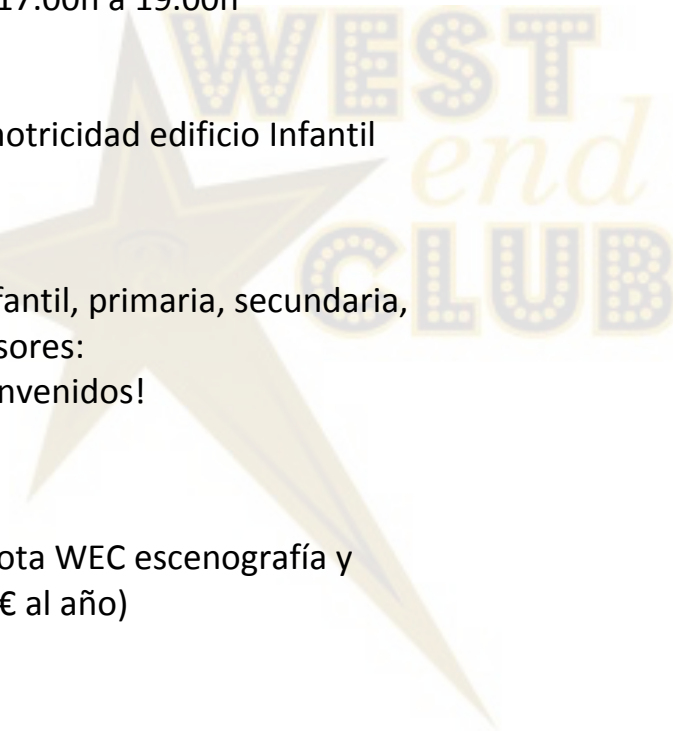 17.00h a 19.00h
WEST
otricidad edificio Infantil
end
CLUB
fantil, primaria, secundaria,
sores:
nvenidos!
ota WEC escenografía y
€ al año)